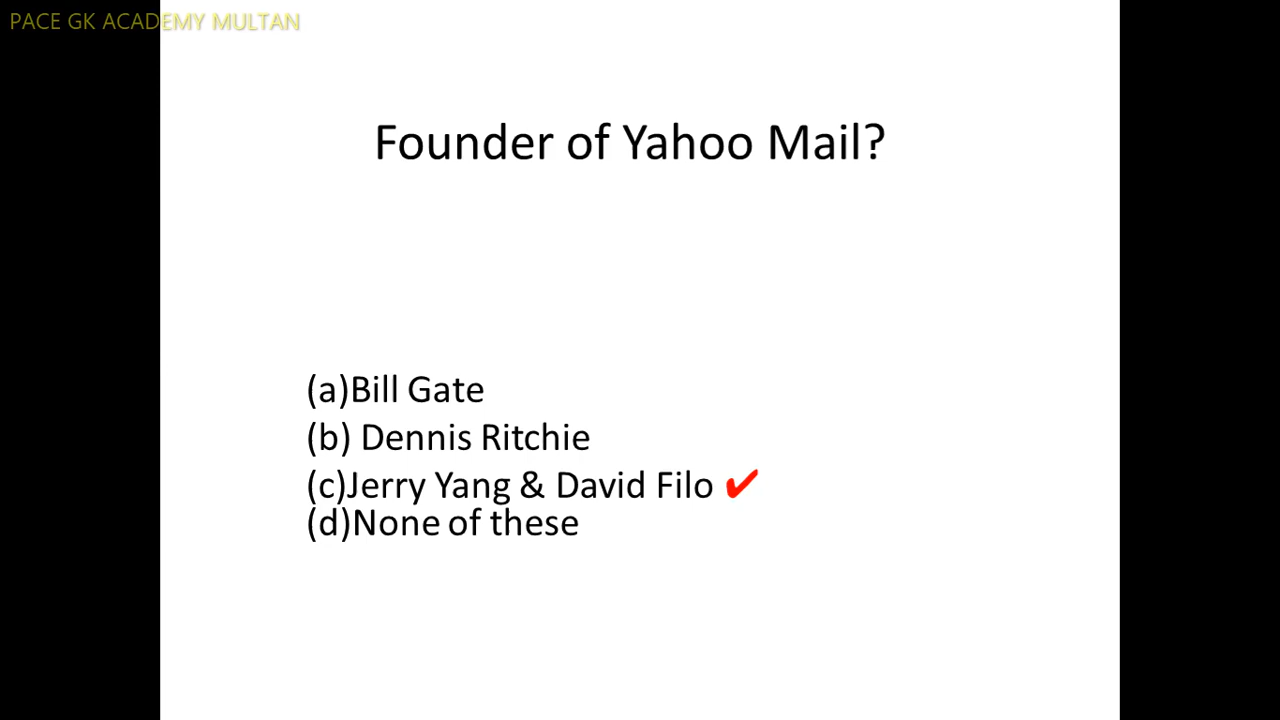 PACE GK ACADEMY MULTAN
Founder of Yahoo Mail?
(a)Bill Gate
(b) Dennis Ritchie
(c)Jerry Yang & David Filo ✔
(d)None of these